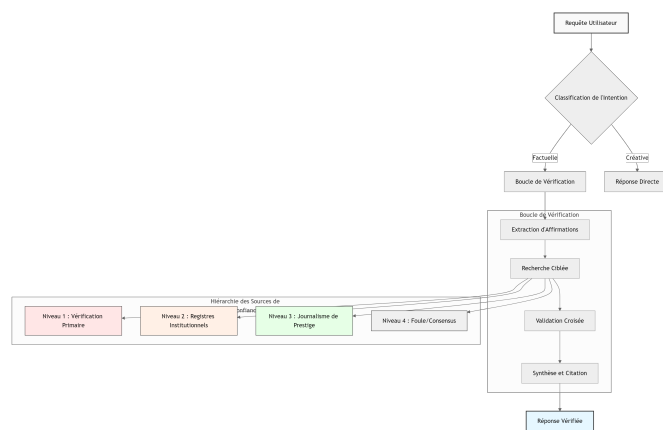 Requête Utilisateur
Classification de l'Intention
Factuelle
Créative
Boucle de Vérification
Réponse Directe
Boucle de Vérification
Extraction d'Affirmations
Recherche Ciblée
Hiérarchie des Sources de
Niveau 1 : Vérification
Primaire
Niveau 2 : Registres
Institutionnels
Niveau 3 : Journalisme de
Prestige
Niveau 4 : Foule/Consensus
Validation Croisée
Synthèse et Citation
Réponse Vérifiée